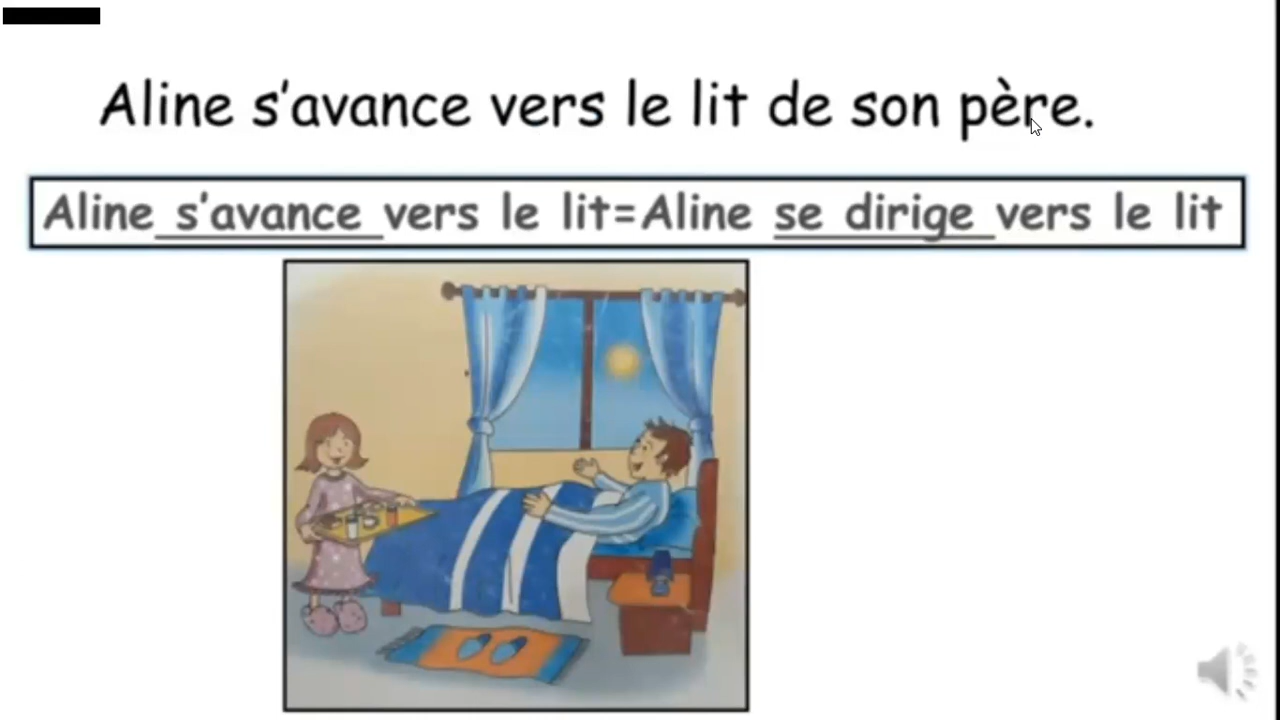 Aline s’avance vers le lit de son père.
Aline s’avance vers le lit=Aline se dirige vers le lit